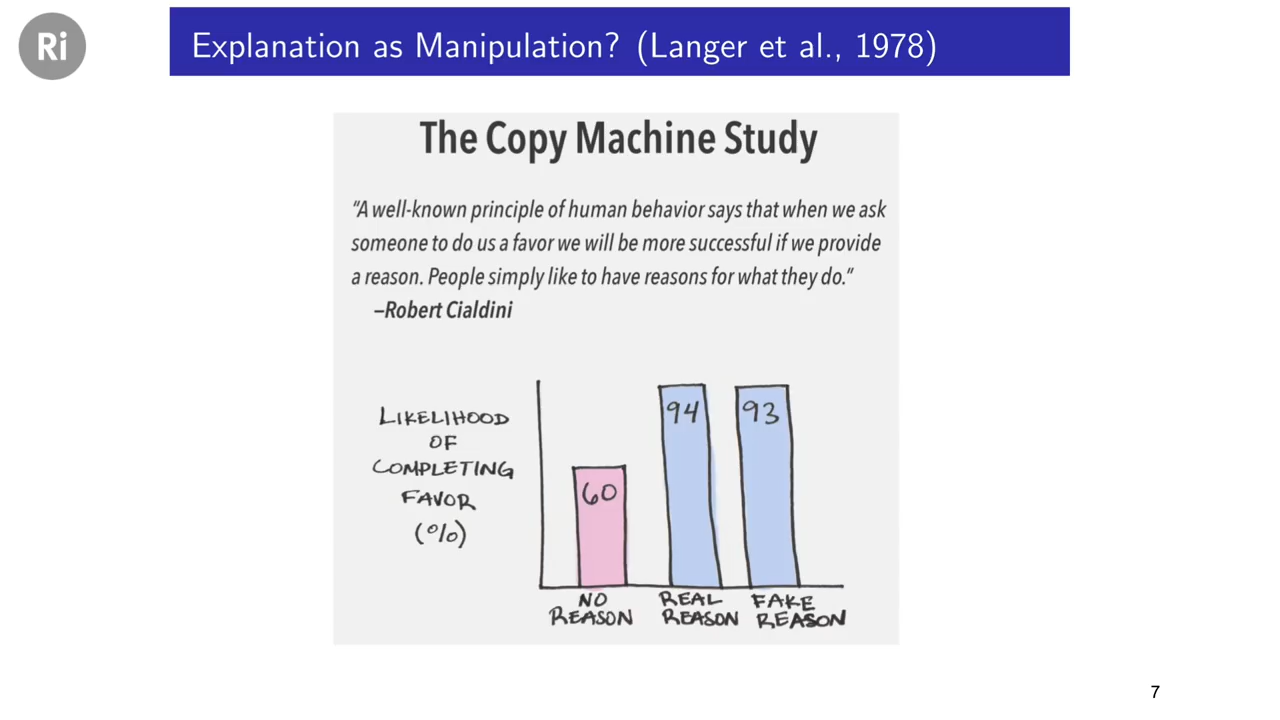 Ri
Explanation as Manipulation? (Langer et al., 1978)
The Copy Machine Study
“A well-known principle of human behavior says that when we ask
someone to do us a favor we will be more successful if we provide
a reason. People simply like to have reasons for what they do.”
–Robert Cialdini
LIKELIHOOD
OF
COMPLETING
FAVOR
(%)
60
94
93
NO
REASON
REAL
REASON
FAKE
REASON
7